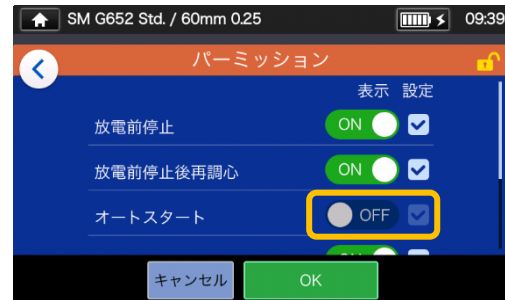 SM G652 Std. / 60mm 0.25 09:39
パーミッション
表示 設定
放電前停止 ON
放電前停止後再調心 ON
オートスタート OFF
キャンセル OK